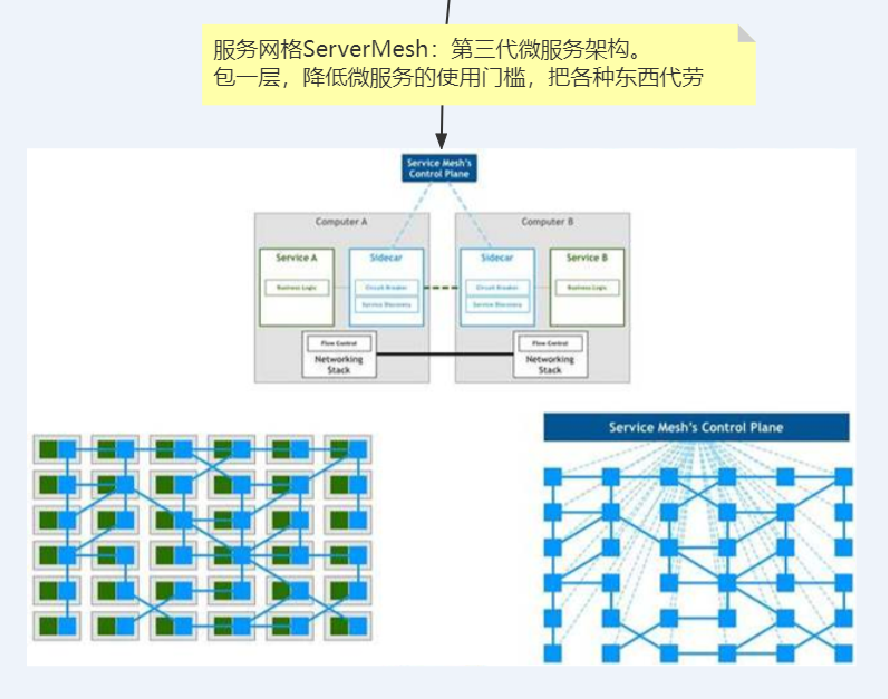 服务网格ServerMesh：第三代微服务架构。
包一层，降低微服务的使用门槛，把各种东西代劳
Service Mesh's
Control Plane
Computer A
Computer B
Service A
Sidecar
Sidecar
Service B
Business Logic
Circuit Breaker
Circuit Breaker
Business Logic
Service Discovery
Service Discovery
Flow Control
Flow Control
Networking
Stack
Networking
Stack
Service Mesh's Control Plane